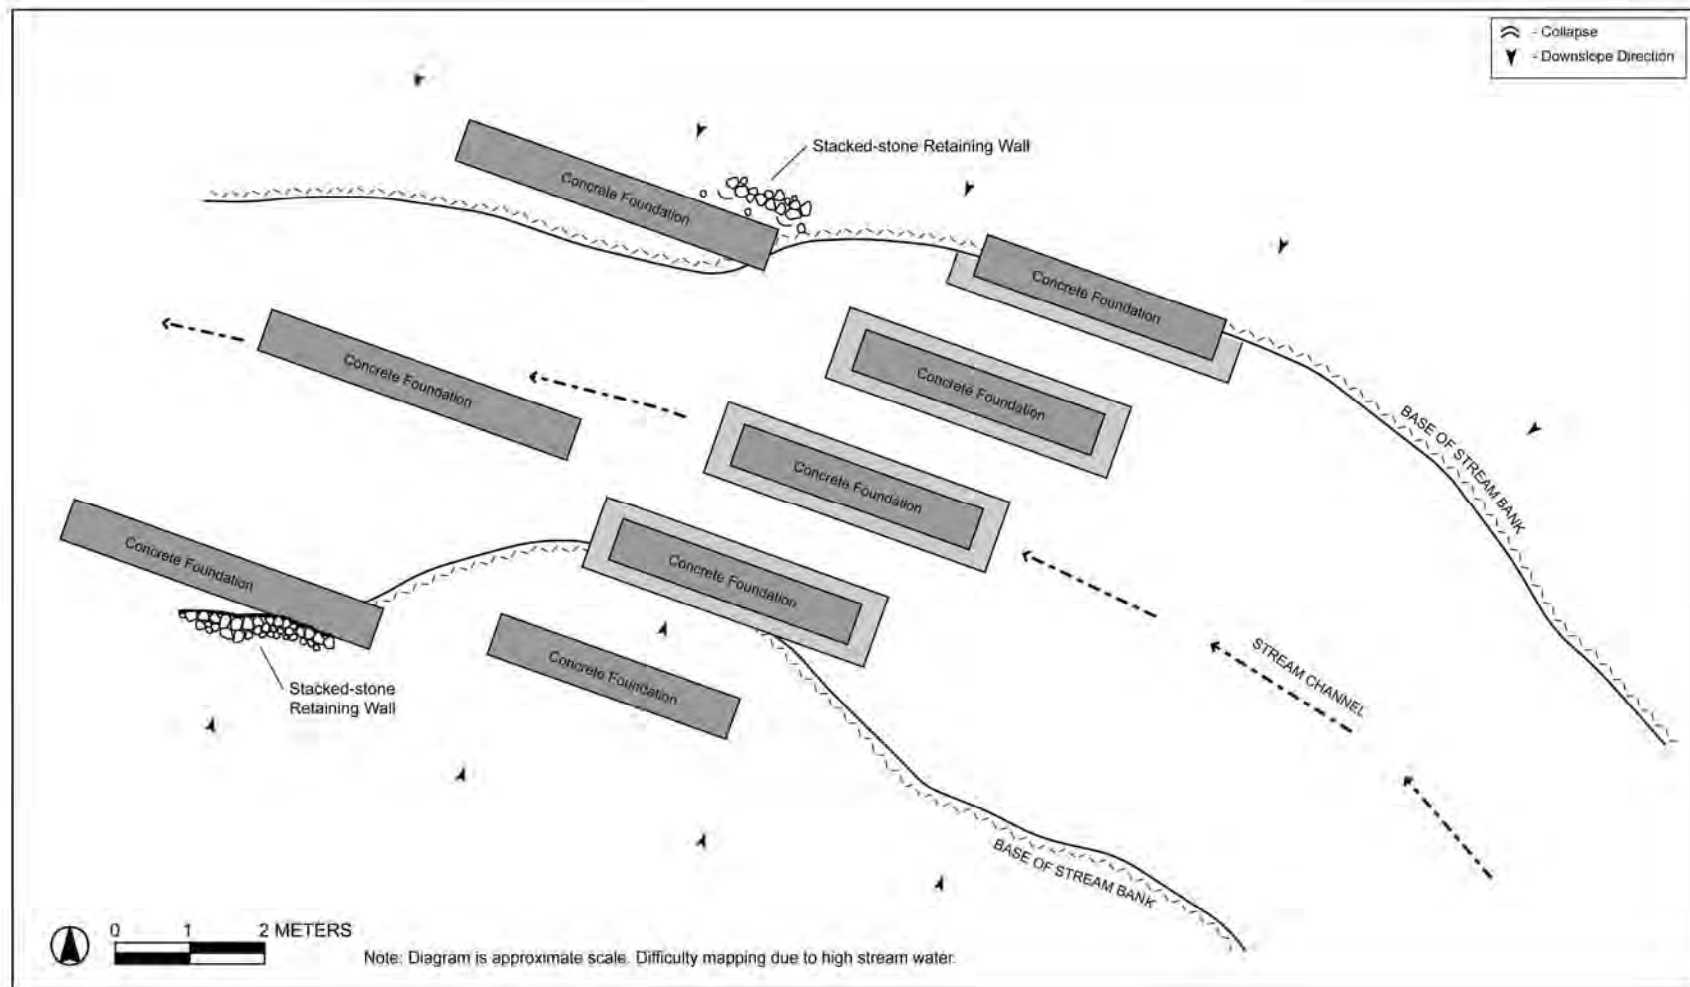 - Collapse
- Downslope Direction
Stacked-stone Retaining Wall
Concrete Foundation
Concrete Foundation
Concrete Foundation
Concrete Foundation
Concrete Foundation
Concrete Foundation
Concrete Foundation
Concrete Foundation
BASE OF STREAM BANK
STREAM CHANNEL
Stacked-stone
Retaining Wall
BASE OF STREAM BANK
0 1 2 METERS
Note: Diagram is approximate scale. Difficulty mapping due to high stream water.